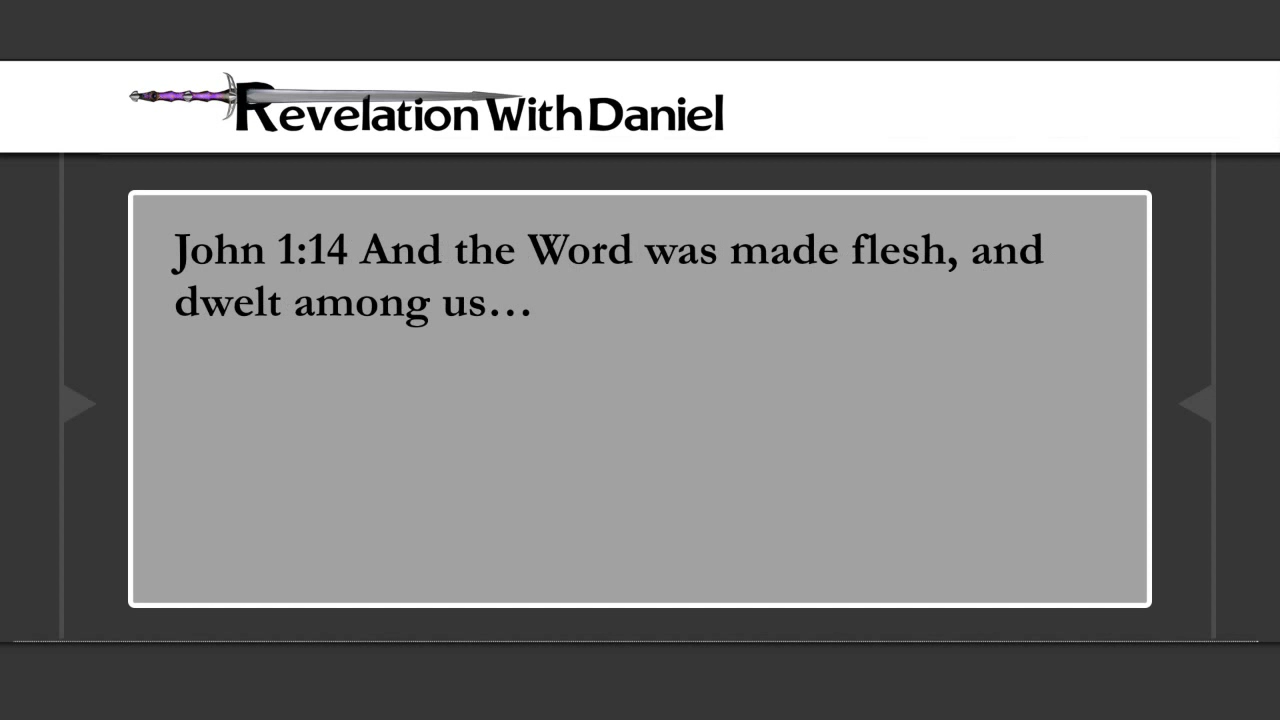 Revelation With Daniel
John 1:14 And the Word was made flesh, and
dwelt among us…